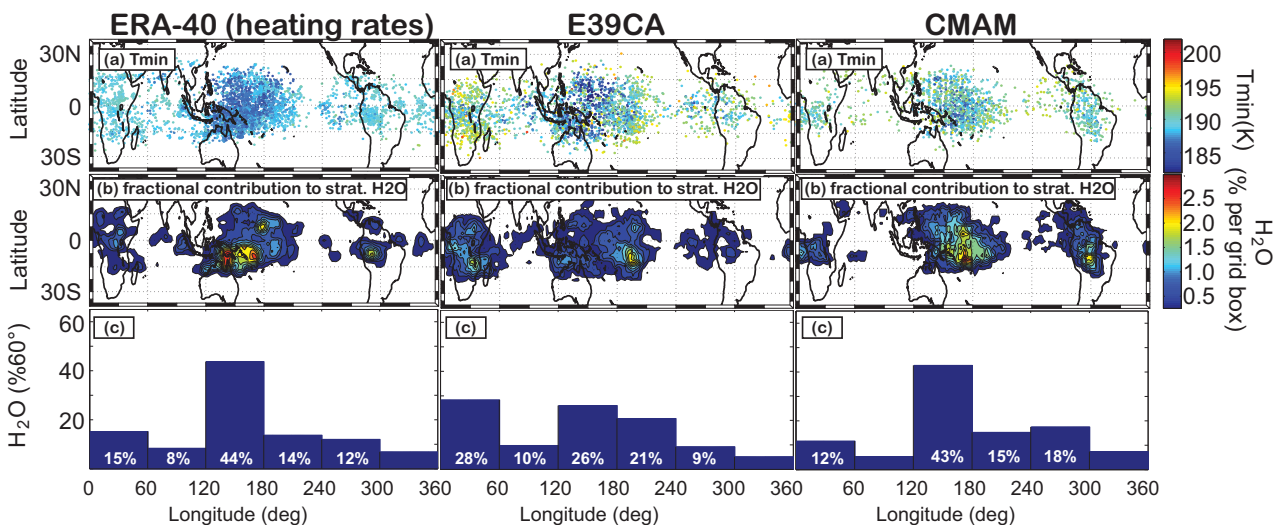 ERA-40 (heating rates) E39CA CMAM
30N (a) Tmin (a) Tmin (a) Tmin 200
Latitude 0 195 Tmin(K)
190
30S 185
30N (b) fractional contribution to strat. H2O (b) fractional contribution to strat. H2O (b) fractional contribution to strat. H2O
2.5
Latitude 0 2.0 H₂O (% per grid box)
1.5
1.0
30S 0.5
60 (c) (c) (c)
H₂O (%60°) 40
20
15% 8% 44% 14% 12% 28% 10% 26% 21% 9% 12% 43% 15% 18%
0 60 120 180 240 300 360 60 120 180 240 300 360 60 120 180 240 300 360
Longitude (deg) Longitude (deg) Longitude (deg)